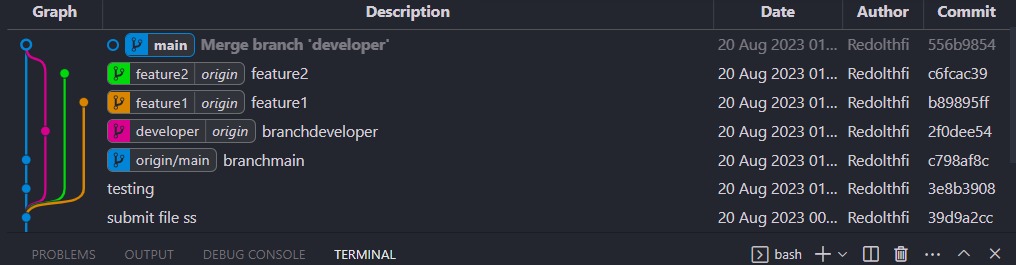 Graph Description Date Author Commit
main Merge branch 'developer' 20 Aug 2023 01... Redolthfi 556b9854
feature2 origin feature2 20 Aug 2023 01... Redolthfi c6fcac39
feature1 origin feature1 20 Aug 2023 01... Redolthfi b89895ff
developer origin branchdeveloper 20 Aug 2023 01... Redolthfi 2f0dee54
origin/main branchmain 20 Aug 2023 01... Redolthfi c798af8c
testing 20 Aug 2023 01... Redolthfi 3e8b3908
submit file ss 20 Aug 2023 00... Redolthfi 39d9a2cc
PROBLEMS OUTPUT DEBUG CONSOLE TERMINAL bash